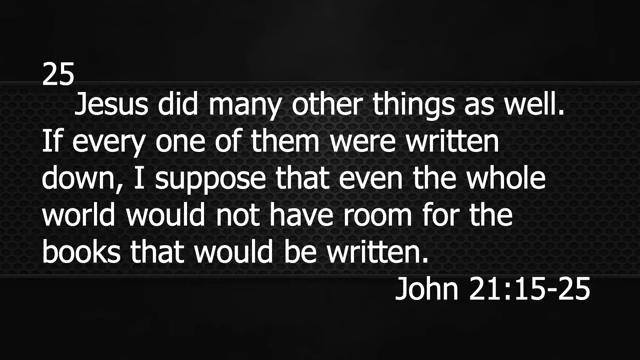 25
Jesus did many other things as well.
If every one of them were written
down, I suppose that even the whole
world would not have room for the
books that would be written.
John 21:15-25